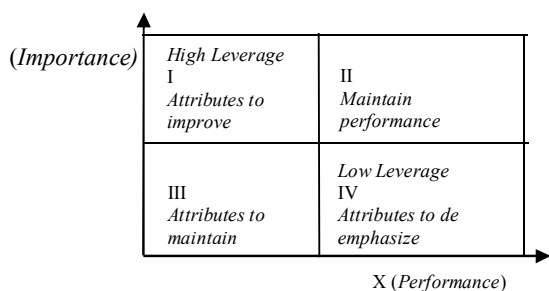 (Importance)
High Leverage
I
Attributes to
improve
II
Maintain
performance
III
Attributes to
maintain
Low Leverage
IV
Attributes to de
emphasize
X (Performance)